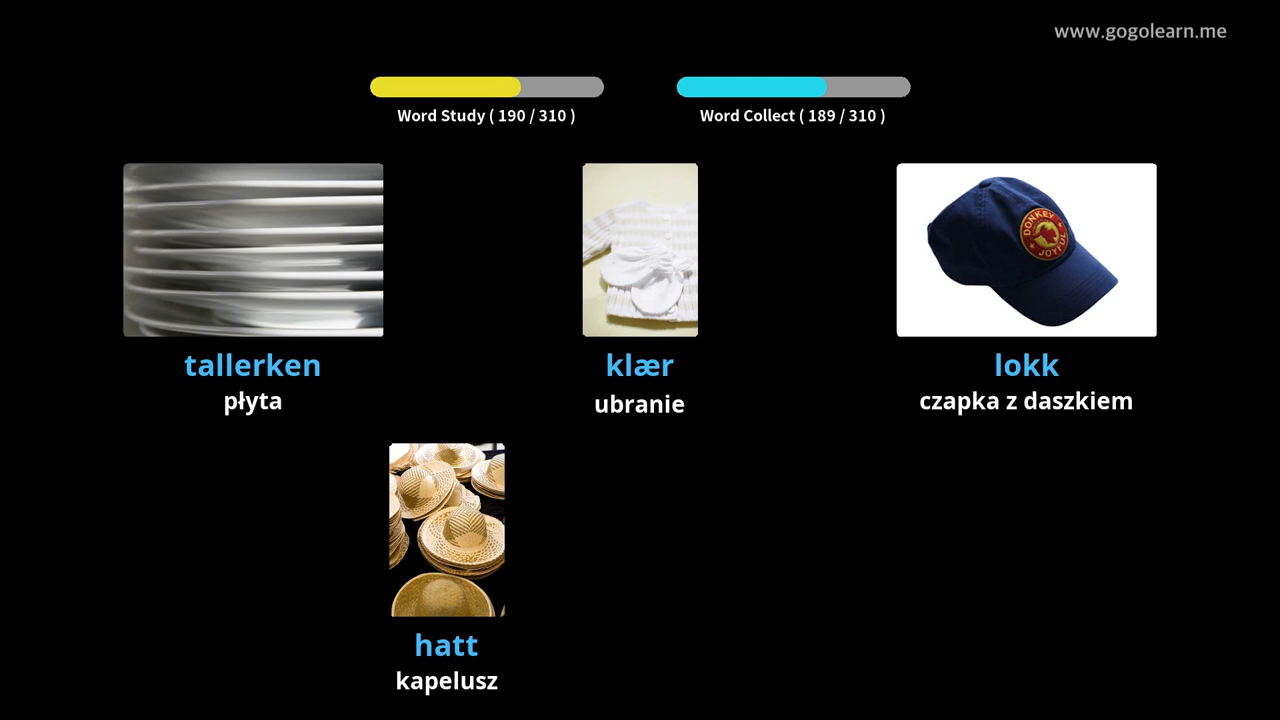 www.gogolearn.me
Word Study ( 190 / 310 )
Word Collect ( 189 / 310 )
tallerken
płyta
klær
ubranie
DONKEY
JOYFUL
lokk
czapka z daszkiem
hatt
kapelusz